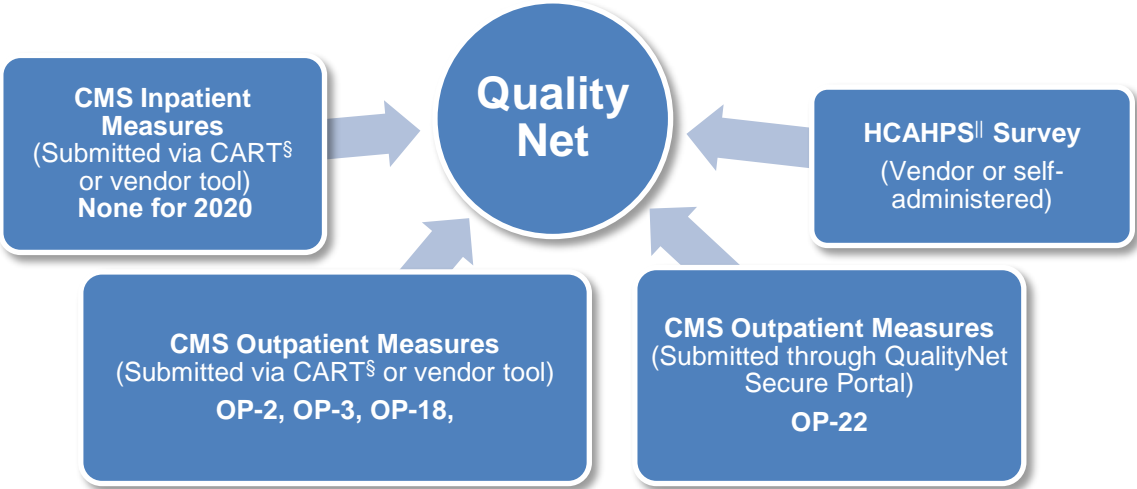 Quality
Net
CMS Inpatient
Measures
(Submitted via CART§
or vendor tool)
None for 2020
HCAHPS|| Survey
(Vendor or self-
administered)
CMS Outpatient Measures
(Submitted via CART§ or vendor tool)
OP-2, OP-3, OP-18,
CMS Outpatient Measures
(Submitted through QualityNet
Secure Portal)
OP-22